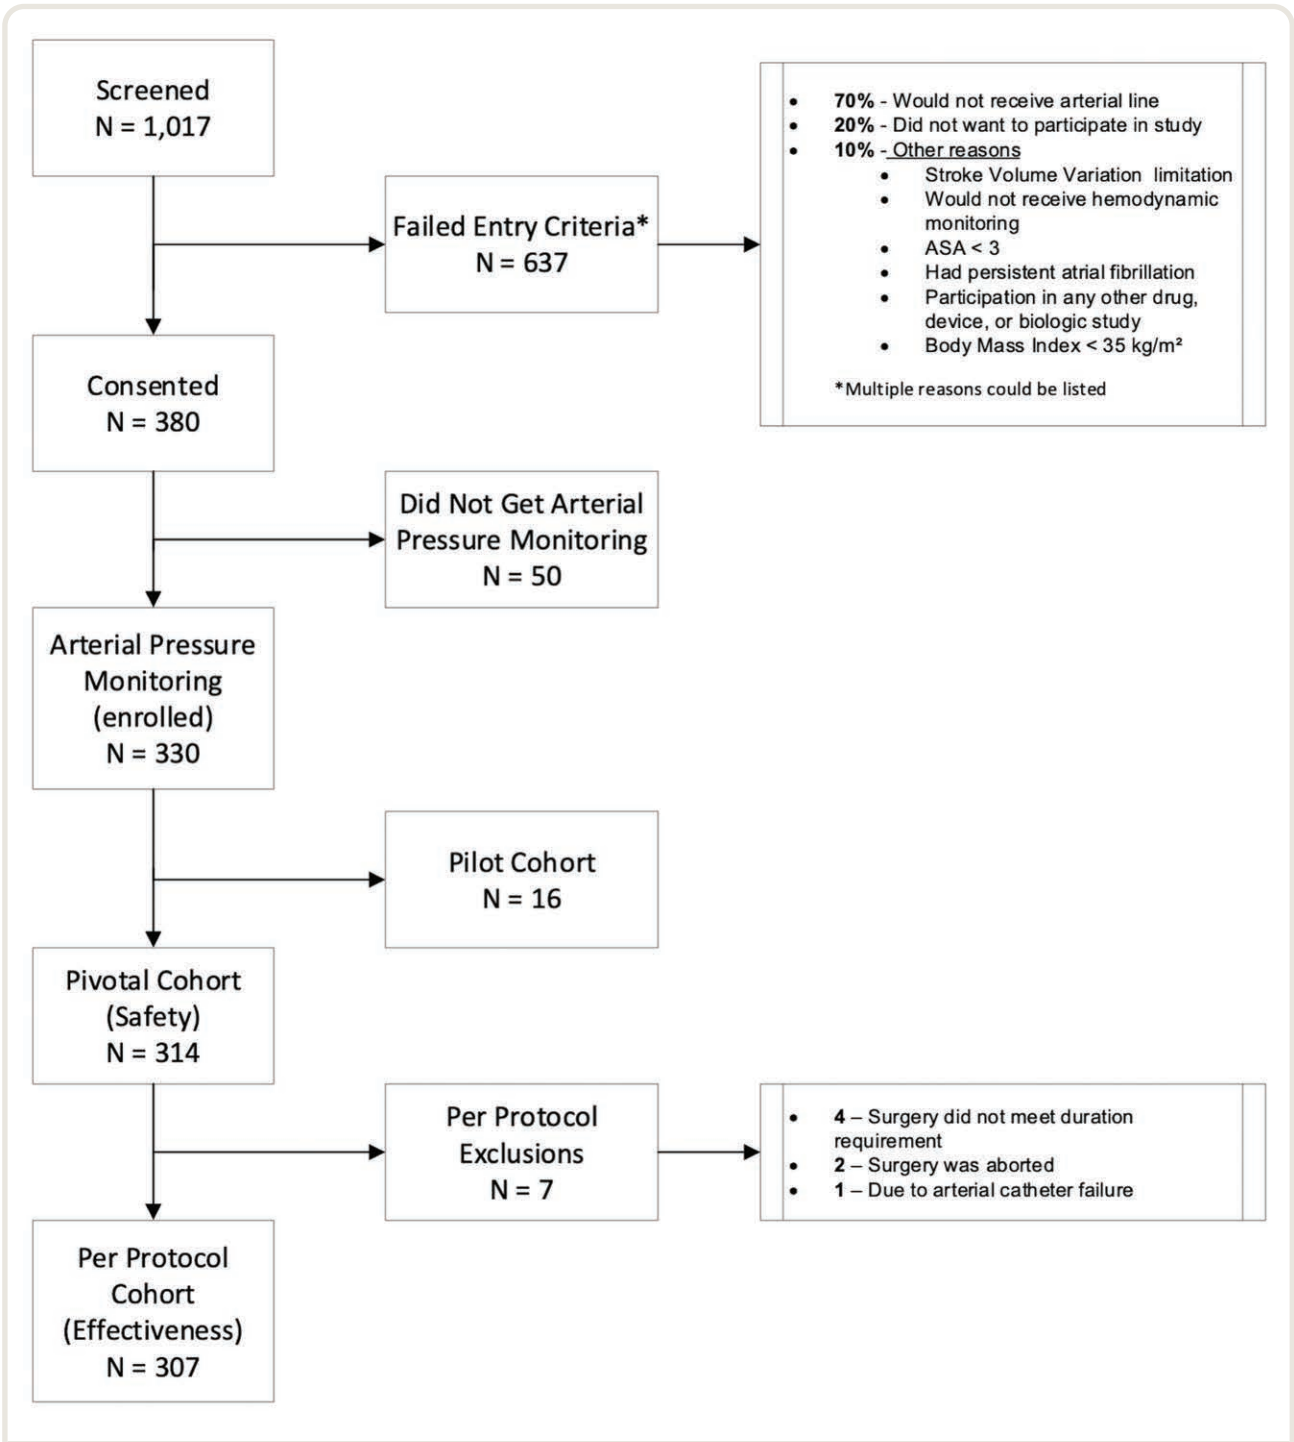 Screened
N = 1,017
• 70% - Would not receive arterial line
• 20% - Did not want to participate in study
• 10% - Other reasons
• Stroke Volume Variation limitation
• Would not receive hemodynamic
monitoring
• ASA < 3
• Had persistent atrial fibrillation
• Participation in any other drug,
device, or biologic study
• Body Mass Index < 35 kg/m²
*Multiple reasons could be listed
Failed Entry Criteria*
N = 637
Consented
N = 380
Did Not Get Arterial
Pressure Monitoring
N = 50
Arterial Pressure
Monitoring
(enrolled)
N = 330
Pilot Cohort
N = 16
Pivotal Cohort
(Safety)
N = 314
Per Protocol
Exclusions
N = 7
• 4 – Surgery did not meet duration
requirement
• 2 – Surgery was aborted
• 1 – Due to arterial catheter failure
Per Protocol
Cohort
(Effectiveness)
N = 307